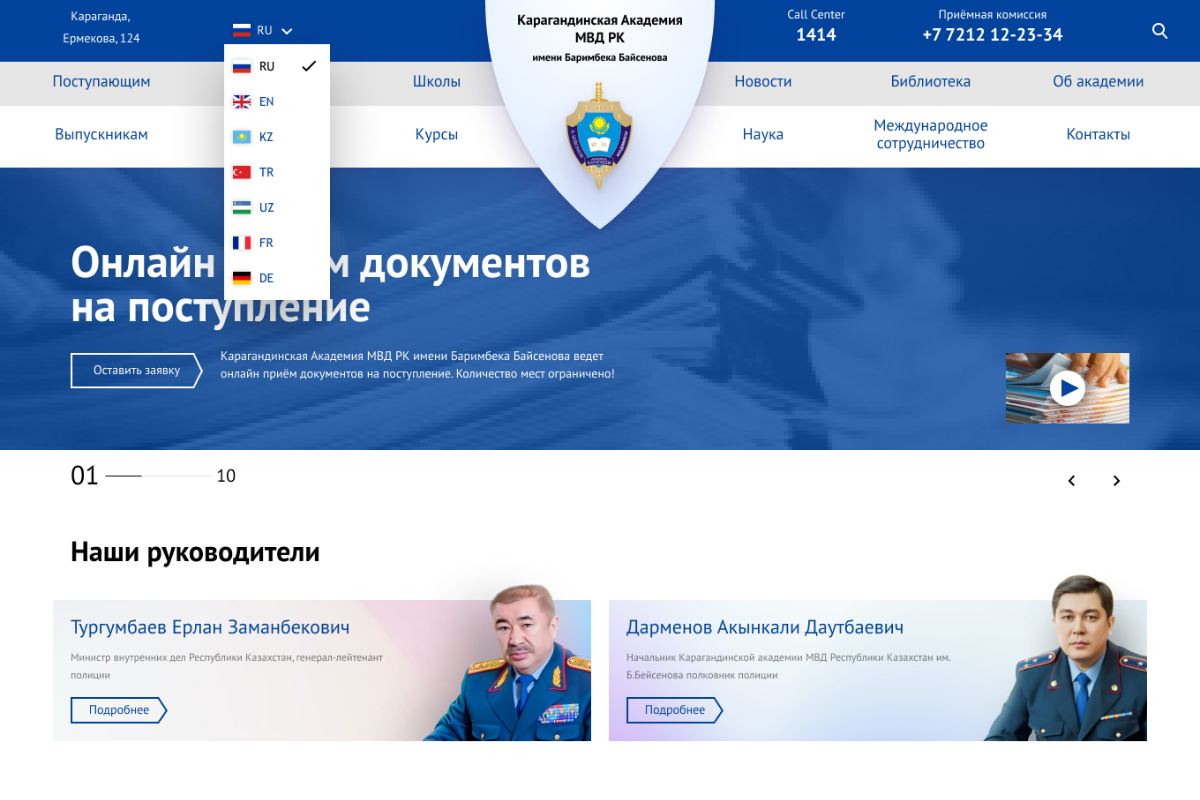 Караганда,
Ермекова, 124
RU
Карагандинская Академия
МВД РК
имени Баримбека Байсенова
Call Center
1414
Приёмная комиссия
+7 7212 12-23-34
RU
EN
KZ
TR
UZ
FR
DE
Поступающим
Школы
Новости
Библиотека
Об академии
Выпускникам
Курсы
Наука
Международное
сотрудничество
Контакты
Онлайн м документов
на поступление
Оставить заявку
Карагандинская Академия МВД РК имени Баримбека Байсенова ведет
онлайн приём документов на поступление. Количество мест ограничено!
01
10
Наши руководители
Тургумбаев Ерлан Заманбекович
Министр внутренних дел Республики Казахстан, генерал-лейтенант
полиции
Подробнее
Дарменов Акынкали Даутбаевич
Начальник Карагандинской академии МВД Республики Казахстан им.
Б.Бейсенова полковник полиции
Подробнее